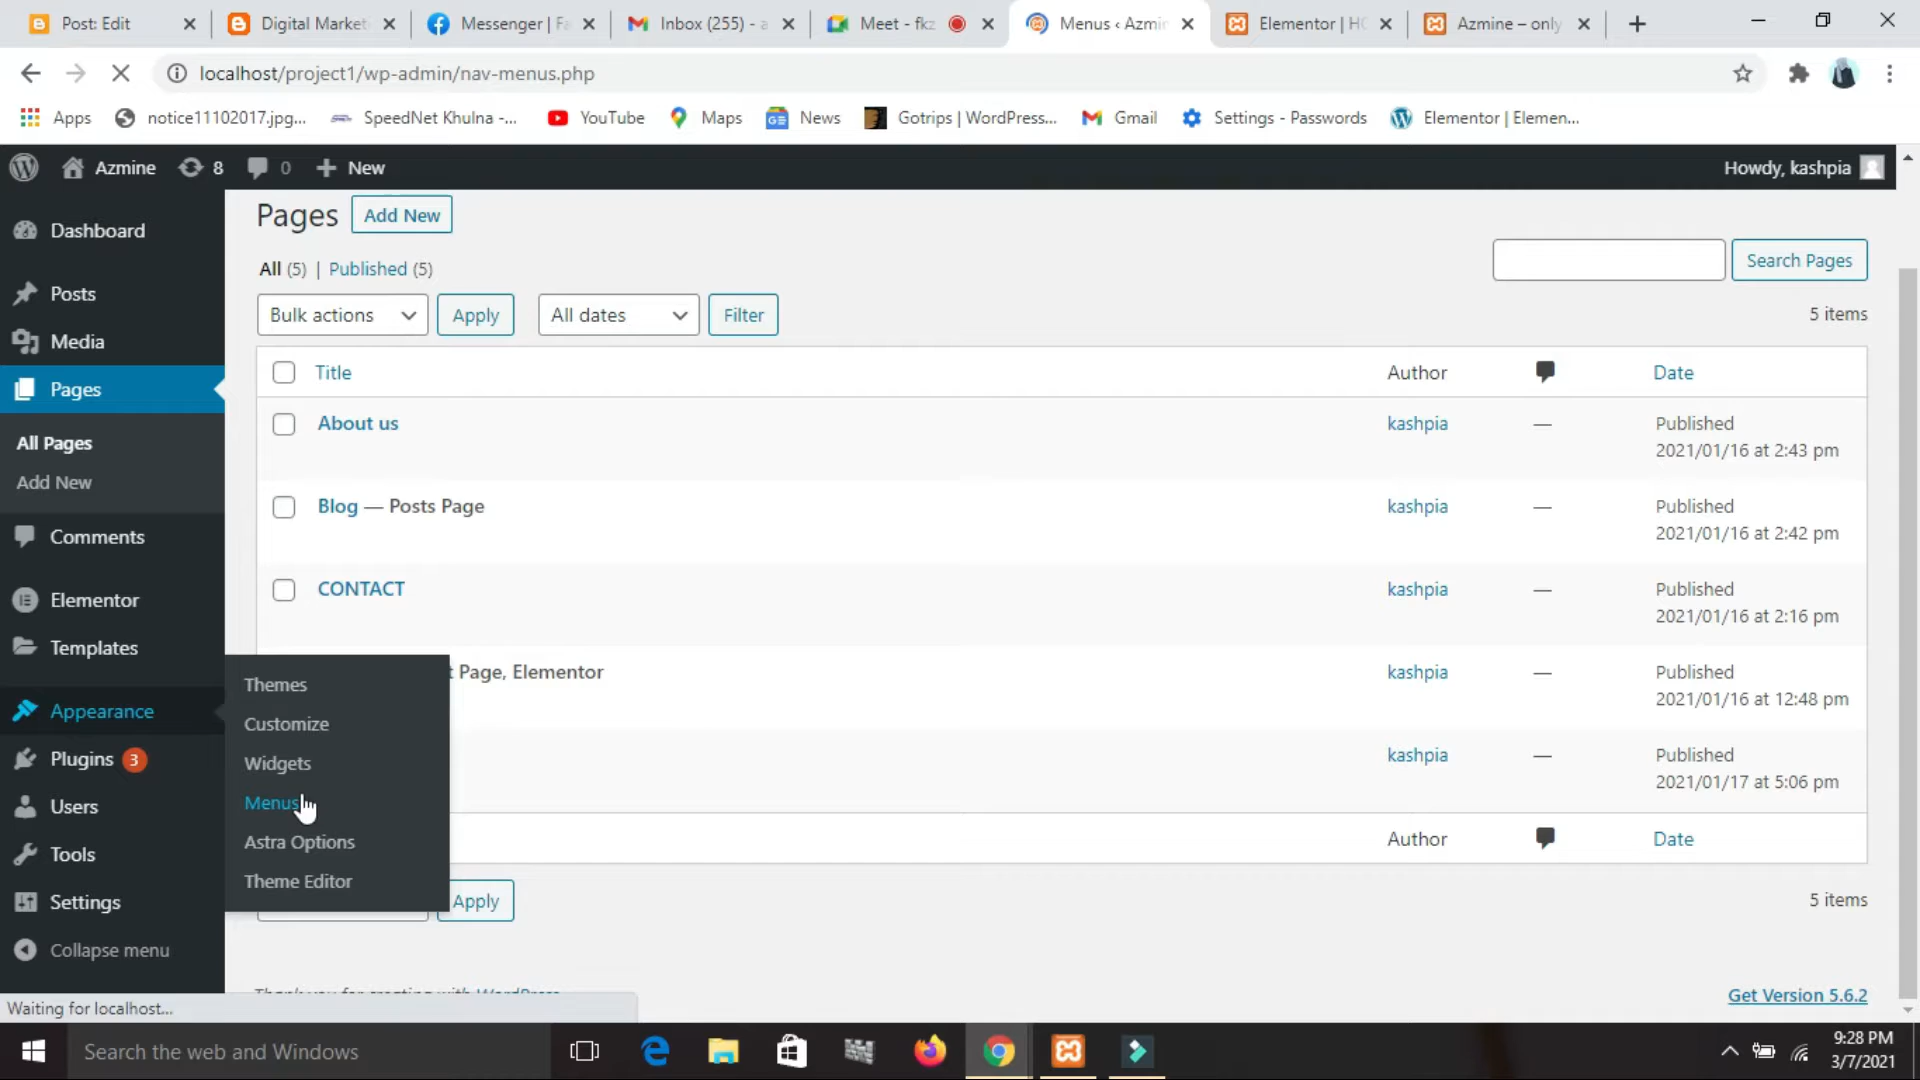 Post: Edit
Digital Market
Messenger | Fa
Inbox (255) - a
Meet - fkz
Menus ‹ Azmin
Elementor | HO
Azmine – only
localhost/project1/wp-admin/nav-menus.php
Apps
notice11102017.jpg...
SpeedNet Khulna -...
YouTube
Maps
News
Gotrips | WordPress...
Gmail
Settings - Passwords
Elementor | Elemen...
Azmine
8
0
New
Howdy, kashpia
Dashboard
Posts
Media
Pages
All Pages
Add New
Comments
Elementor
Templates
Appearance
Plugins 3
Users
Tools
Settings
Collapse menu
Themes
Customize
Widgets
Menus
Astra Options
Theme Editor
Pages Add New
All (5) | Published (5)
Search Pages
Bulk actions Apply All dates Filter 5 items
Title Author Date
About us kashpia — Published
2021/01/16 at 2:43 pm
Blog — Posts Page kashpia — Published
2021/01/16 at 2:42 pm
CONTACT kashpia — Published
2021/01/16 at 2:16 pm
t Page, Elementor kashpia — Published
2021/01/16 at 12:48 pm
kashpia — Published
2021/01/17 at 5:06 pm
Author Date
Apply 5 items
Thank you for creating with WordPress
Get Version 5.6.2
Waiting for localhost...
Search the web and Windows
9:28 PM
3/7/2021